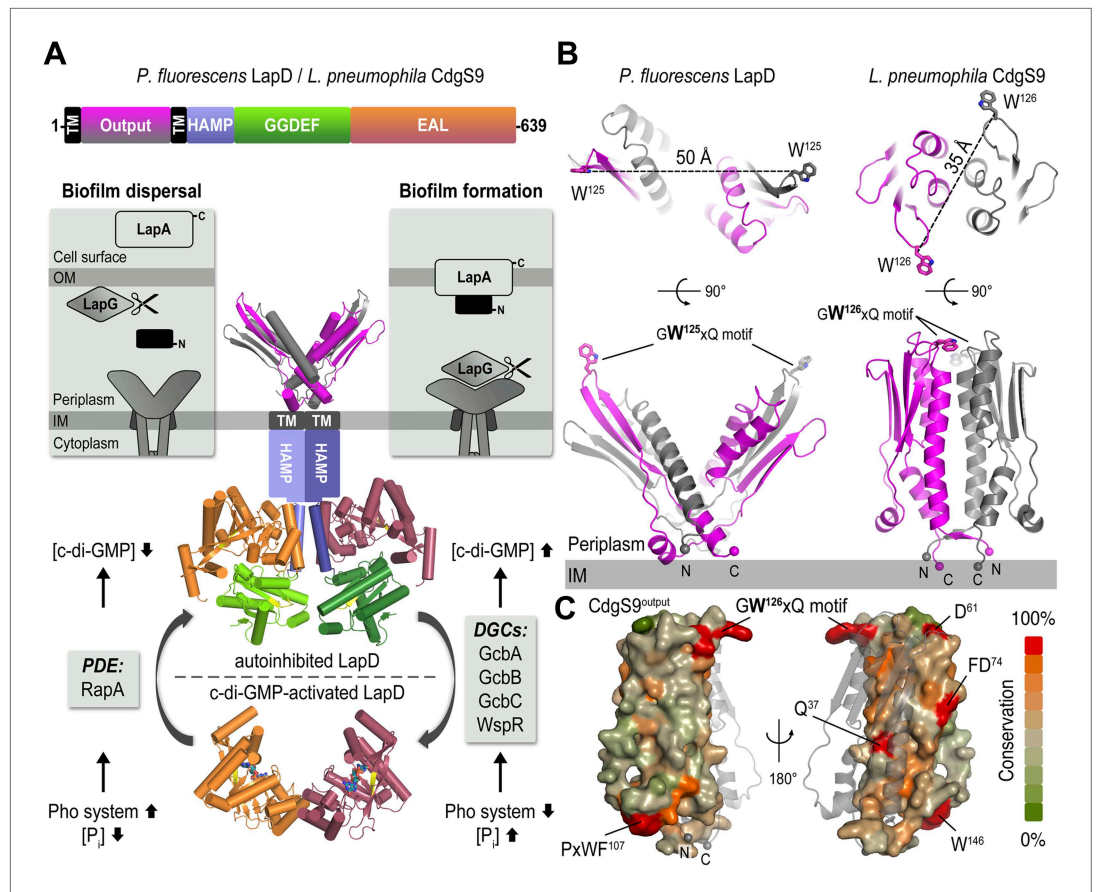 A
P. fluorescens LapD / L. pneumophila CdgS9
1-
TM
Output
TM
HAMP
GGDEF
EAL
-639
Biofilm dispersal
LapA
C
Cell surface
OM
LapG
N
Periplasm
IM
Cytoplasm
Biofilm formation
C
LapA
N
LapG
TM
TM
HAMP
HAMP
[c-di-GMP]
[c-di-GMP]
PDE:
RapA
DGCs:
GcbA
GcbB
GcbC
WspR
autoinhibited LapD
c-di-GMP-activated LapD
Pho system
[Pi]
Pho system
[Pi]
B
P. fluorescens LapD
L. pneumophila CdgS9
W126
W125
50 Å
W125
35 Å
W126
90°
90°
GW125xQ motif
GW126xQ motif
Periplasm
IM
N
C
N
C
C
N
C
CdgS9output
GW126xQ motif
D61
FD74
Q37
180°
PxWF107
N
C
W146
100%
Conservation
0%